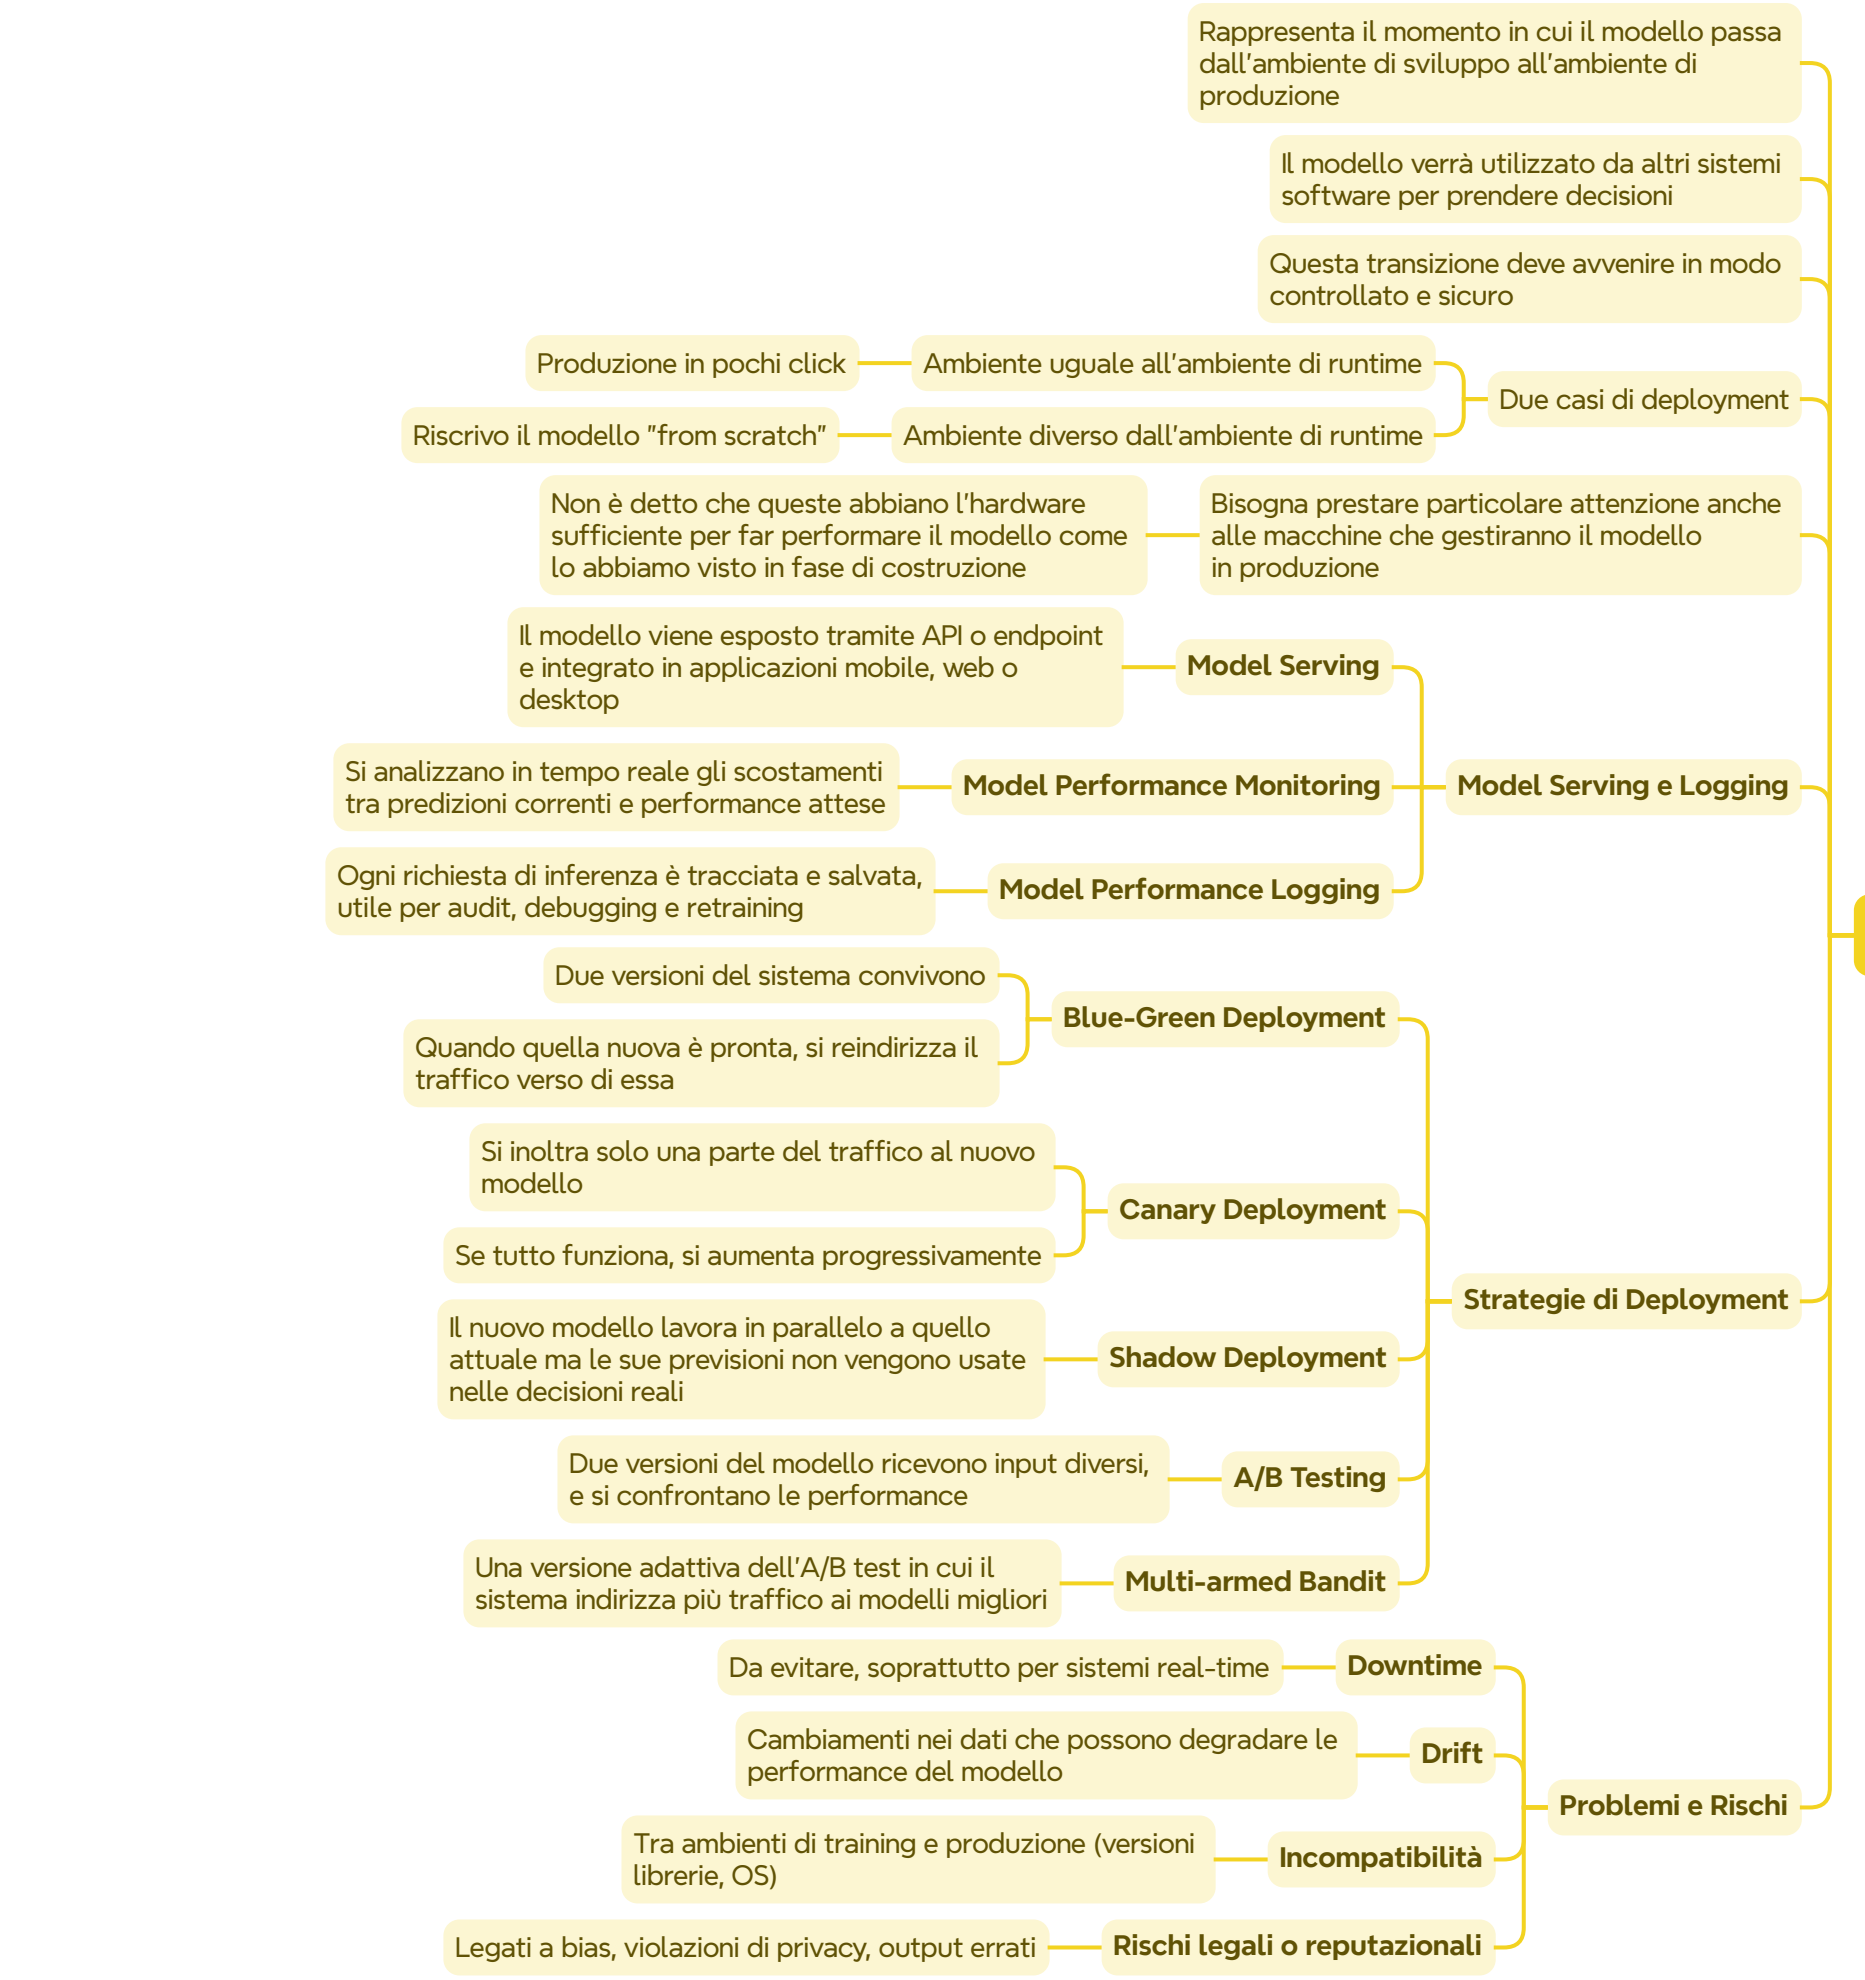 Rappresenta il momento in cui il modello passa
dall'ambiente di sviluppo all'ambiente di
produzione
Il modello verrà utilizzato da altri sistemi
software per prendere decisioni
Questa transizione deve avvenire in modo
controllato e sicuro
Due casi di deployment
Ambiente uguale all'ambiente di runtime
Produzione in pochi click
Ambiente diverso dall'ambiente di runtime
Riscrivo il modello "from scratch"
Bisogna prestare particolare attenzione anche
alle macchine che gestiranno il modello
in produzione
Non è detto che queste abbiano l'hardware
sufficiente per far performare il modello come
lo abbiamo visto in fase di costruzione
Model Serving e Logging
Model Serving
Il modello viene esposto tramite API o endpoint
e integrato in applicazioni mobile, web o
desktop
Model Performance Monitoring
Si analizzano in tempo reale gli scostamenti
tra predizioni correnti e performance attese
Model Performance Logging
Ogni richiesta di inferenza è tracciata e salvata,
utile per audit, debugging e retraining
Strategie di Deployment
Blue-Green Deployment
Due versioni del sistema convivono
Quando quella nuova è pronta, si reindirizza il
traffico verso di essa
Canary Deployment
Si inoltra solo una parte del traffico al nuovo
modello
Se tutto funziona, si aumenta progressivamente
Shadow Deployment
Il nuovo modello lavora in parallelo a quello
attuale ma le sue previsioni non vengono usate
nelle decisioni reali
A/B Testing
Due versioni del modello ricevono input diversi,
e si confrontano le performance
Multi-armed Bandit
Una versione adattiva dell'A/B test in cui il
sistema indirizza più traffico ai modelli migliori
Problemi e Rischi
Downtime
Da evitare, soprattutto per sistemi real-time
Drift
Cambiamenti nei dati che possono degradare le
performance del modello
Incompatibilità
Tra ambienti di training e produzione (versioni
librerie, OS)
Rischi legali o reputazionali
Legati a bias, violazioni di privacy, output errati